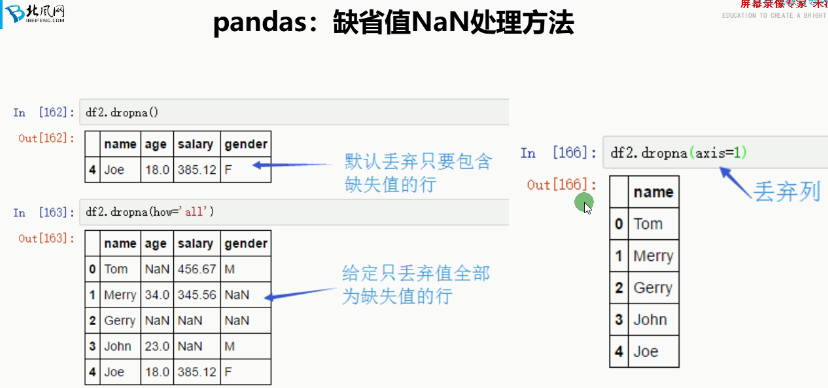 北风网
IBEIFENG.COM
pandas：缺省值NaN处理方法
屏幕录像专家 未
EDUCATION TO CREATE A BRIGHT
In [162]: df2.dropna()
Out[162]:
name age salary gender
4 Joe 18.0 385.12 F
默认丢弃只要包含
缺失值的行
In [163]: df2.dropna(how='all')
Out[163]:
name age salary gender
0 Tom NaN 456.67 M
1 Merry 34.0 345.56 NaN
2 Gerry NaN NaN NaN
3 John 23.0 NaN M
4 Joe 18.0 385.12 F
给定只丢弃值全部
为缺失值的行
In [166]: df2.dropna(axis=1)
Out[166]:
name
0 Tom
1 Merry
2 Gerry
3 John
4 Joe
丢弃列